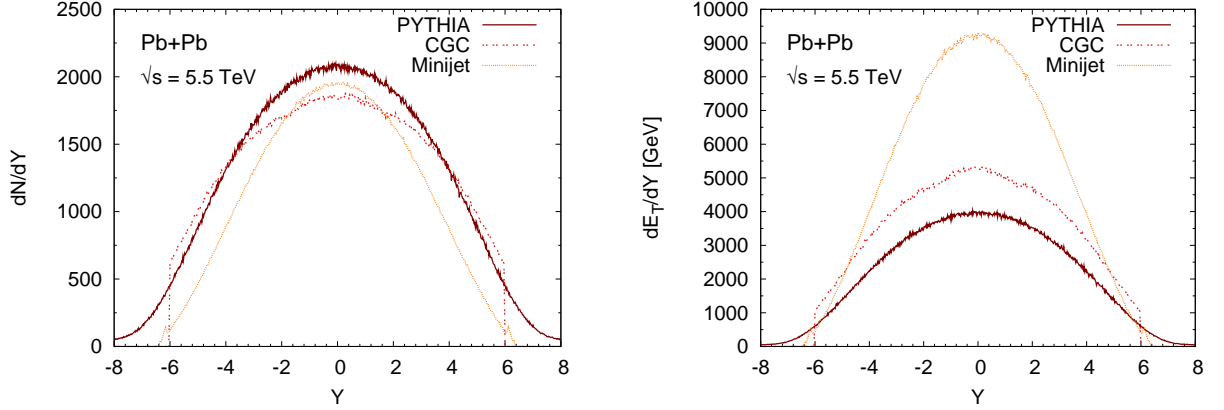 2500
2000
1500
1000
500
0
dN/dY
Pb+Pb
√s = 5.5 TeV
PYTHIA
CGC
Minijet
-8 -6 -4 -2 0 2 4 6 8
Y
10000
9000
8000
7000
6000
5000
4000
3000
2000
1000
0
dE_T/dY [GeV]
Pb+Pb
√s = 5.5 TeV
PYTHIA
CGC
Minijet
-8 -6 -4 -2 0 2 4 6 8
Y